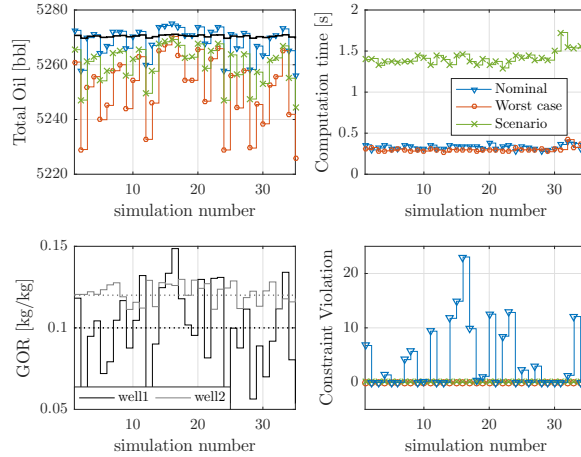 Total Oil [bbl]
5280
5260
5240
5220
10
20
30
simulation number
Computation time [s]
2
1.5
1
0.5
0
Nominal
Worst case
Scenario
10
20
30
simulation number
GOR [kg/kg]
0.15
0.1
0.05
well1
well2
10
20
30
simulation number
Constraint Violation
20
10
0
10
20
30
simulation number